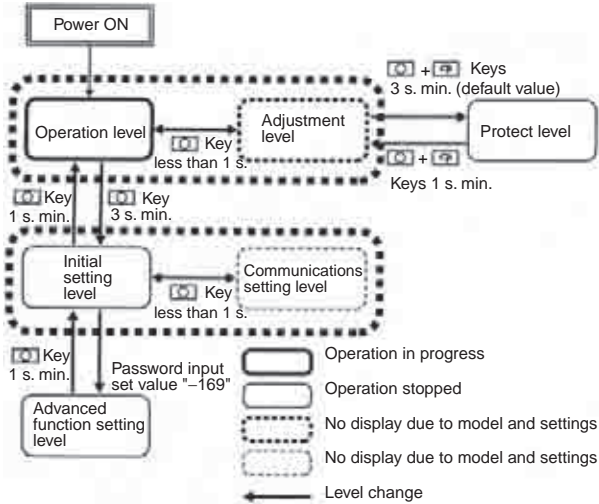 Power ON
+ Keys
3 s. min. (default value)
Operation level
Key
less than 1 s.
Adjustment
level
Protect level
+
Keys 1 s. min.
Key
1 s. min.
Key
3 s. min.
Initial
setting
level
Key
less than 1 s.
Communications
setting level
Key
1 s. min.
Password input
set value "–169"
Advanced
function setting
level
Operation in progress
Operation stopped
No display due to model and settings
No display due to model and settings
Level change